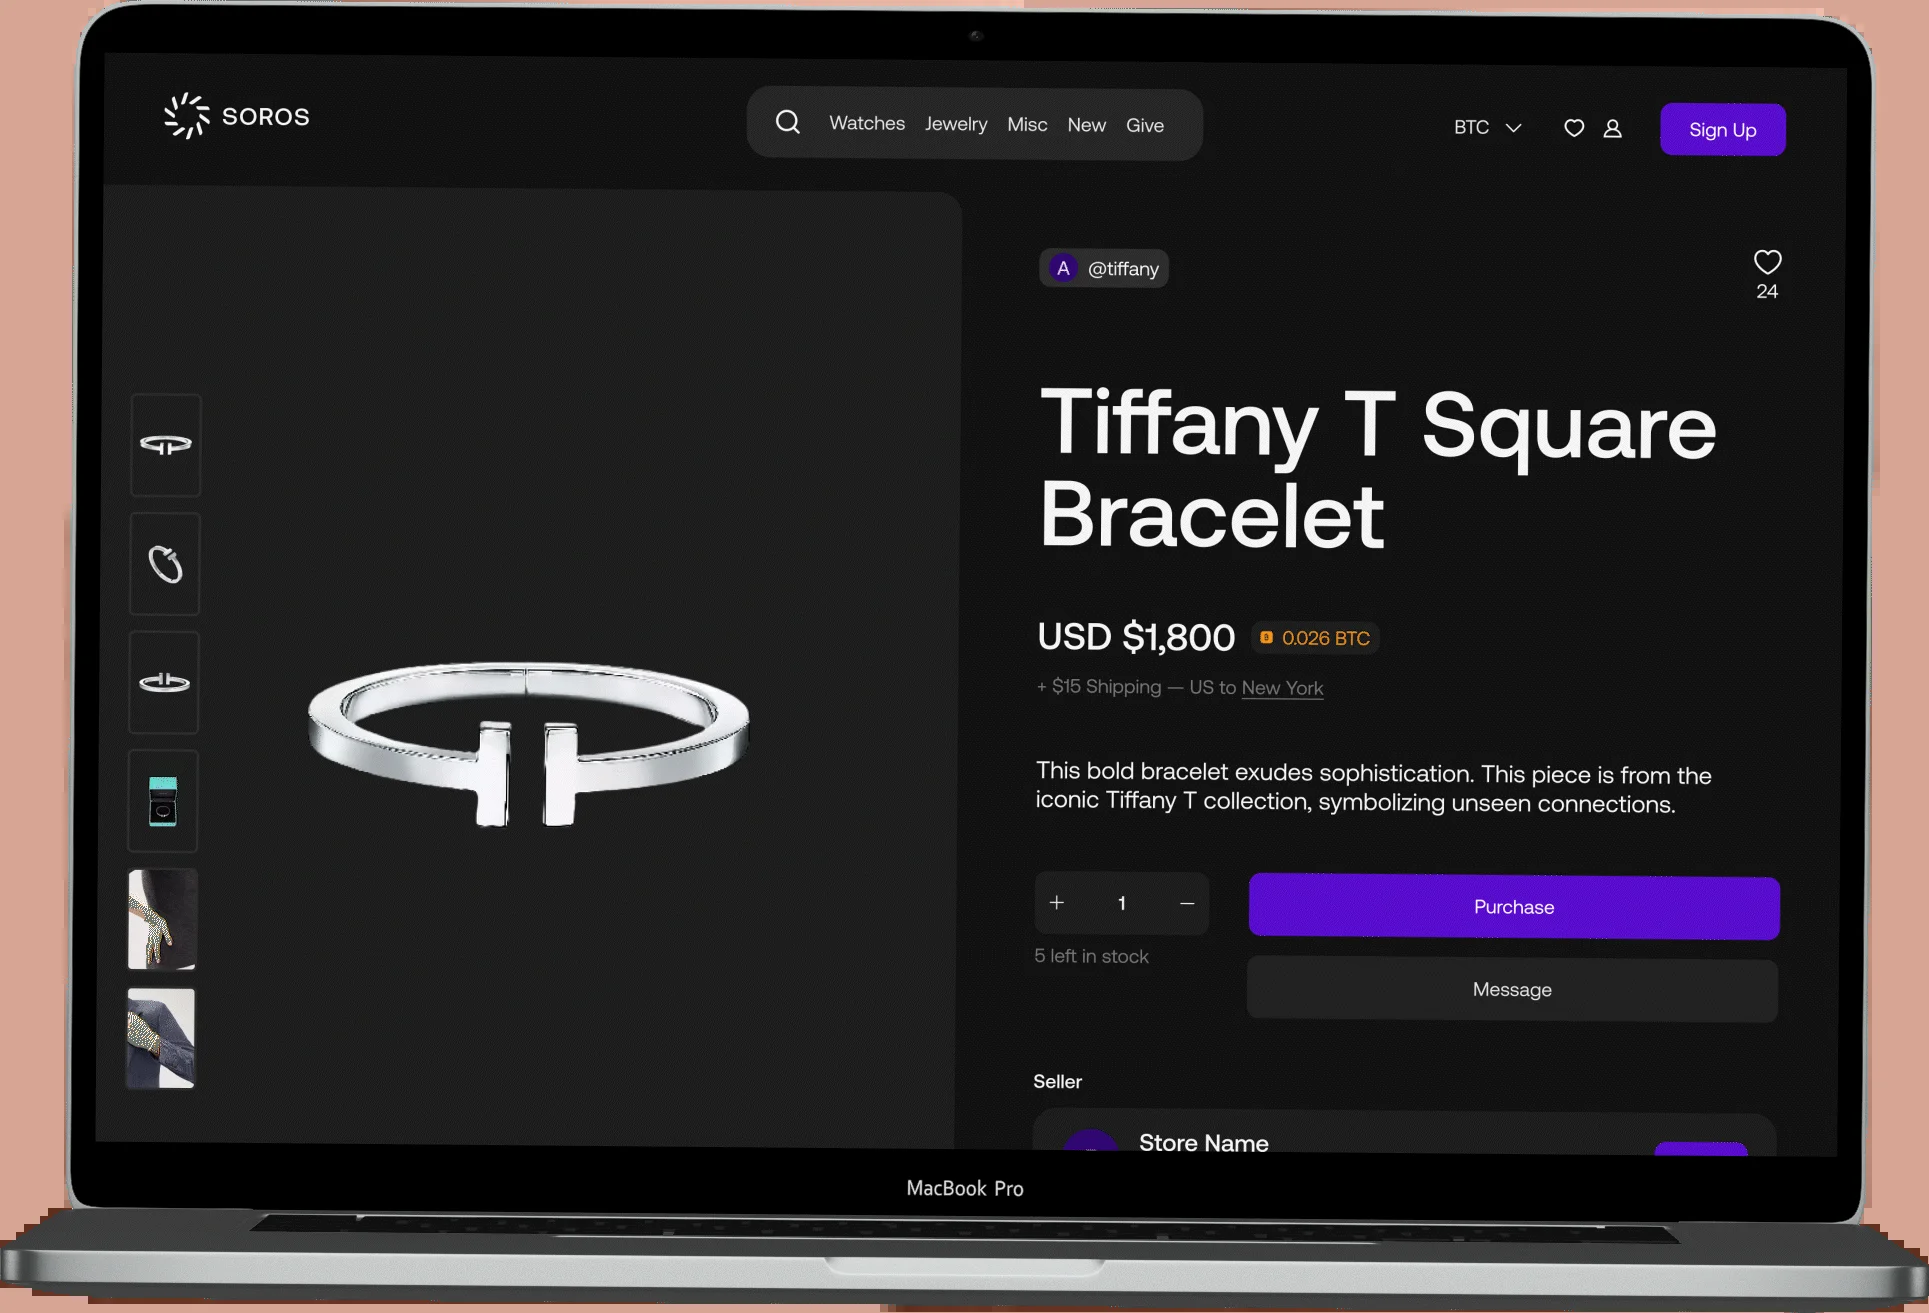 SOROS
Watches Jewelry Misc New Give
BTC
Sign Up
A @tiffany
24
Tiffany T Square
Bracelet
USD $1,800 0.026 BTC
+ $15 Shipping — US to New York
This bold bracelet exudes sophistication. This piece is from the
iconic Tiffany T collection, symbolizing unseen connections.
+ 1 —
Purchase
5 left in stock
Message
Seller
Store Name
MacBook Pro